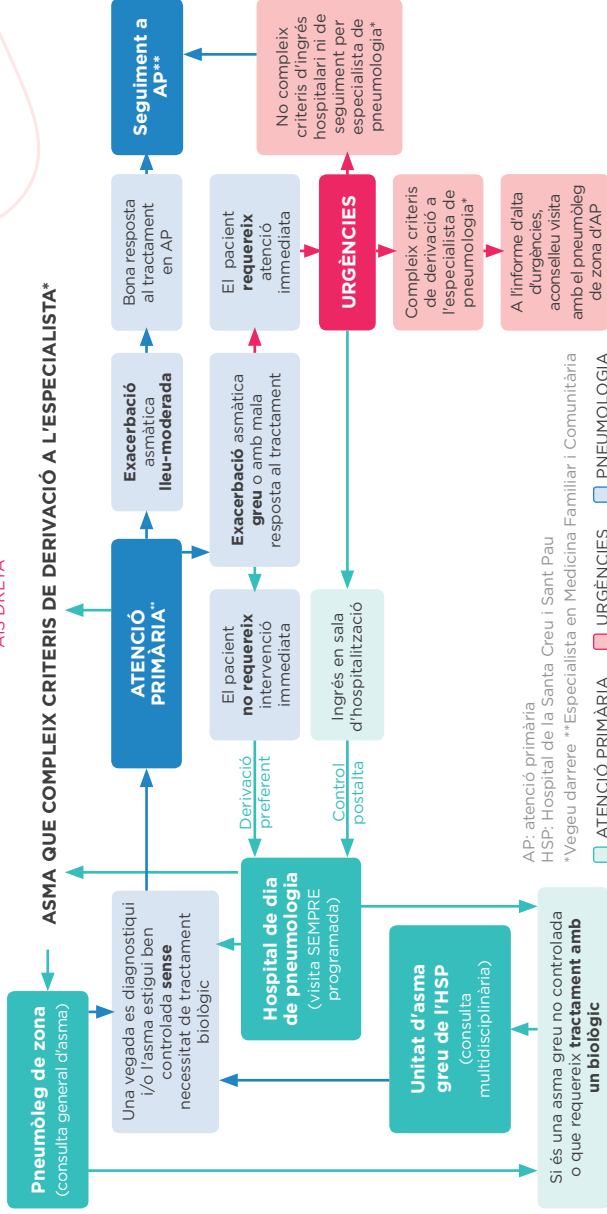 AIS DRETA
ASMA QUE COMPLEIX CRITERIS DE DERIVACIÓ A L'ESPECIALISTA*
Pneumòleg de zona
(consulta general d'asma)
Una vegada es diagnostiqui
i/o l'asma estigui ben
controlada sense
necessitat de tractament
biològic
ATENCIÓ
PRIMÀRIA**
Exacerbació
asmàtica
lleu-moderada
Bona resposta
al tractament
en AP
Seguiment a
AP**
Hospital de dia
de pneumologia
(visita SEMPRE
programada)
Derivació
preferent
El pacient
no requereix
intervenció
immediata
Exacerbació asmàtica
greu o amb mala
resposta al tractament
El pacient
requereix
atenció
immediata
No compleix
criteris d'ingrés
hospitalari ni de
seguiment per
especialista de
pneumologia*
Control
postalta
Ingrés en sala
d'hospitalització
URGÈNCIES
Unitat d'asma
greu de l'HSP
(consulta
multidisciplinària)
Compleix criteris
de derivació a
l'especialista de
pneumologia*
A l'informe d'alta
d'urgències,
aconselleu visita
amb el pneumòleg
de zona d'AP
Si és una asma greu no controlada
o que requereix tractament amb
un biològic
AP: atenció primària
HSP: Hospital de la Santa Creu i Sant Pau
*Vegeu darrere **Especialista en Medicina Familiar i Comunitària
ATENCIÓ PRIMÀRIA URGÈNCIES PNEUMOLOGIA